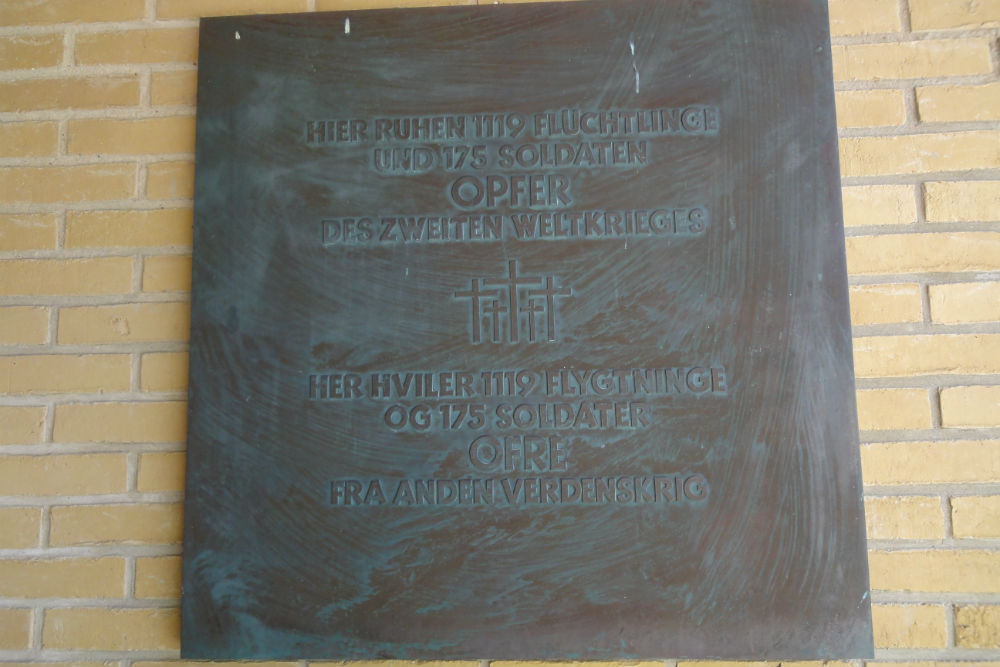 HIER RUHEN 1119 FLÜCHTLINGE
UND 175 SOLDATEN
OPFER
DES ZWEITEN WELTKRIEGES
HER HVILER 1119 FLYGTNINGE
OG 175 SOLDATER
OFRE
FRA ANDEN VERDENSKRIG